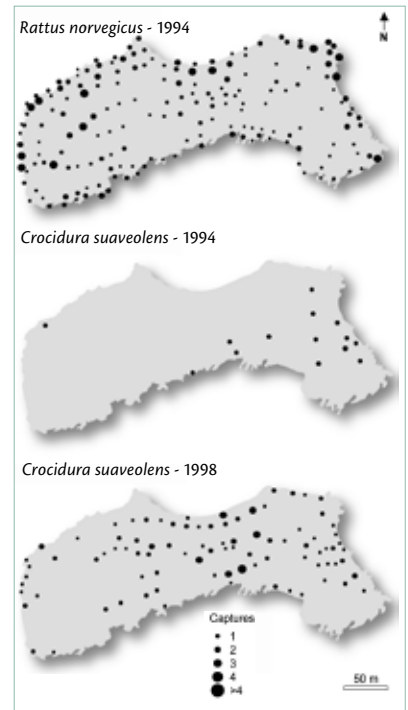 Rattus norvegicus - 1994
N
Crocidura suaveolens - 1994
Crocidura suaveolens - 1998
Captures
1
2
3
4
>4
50 m